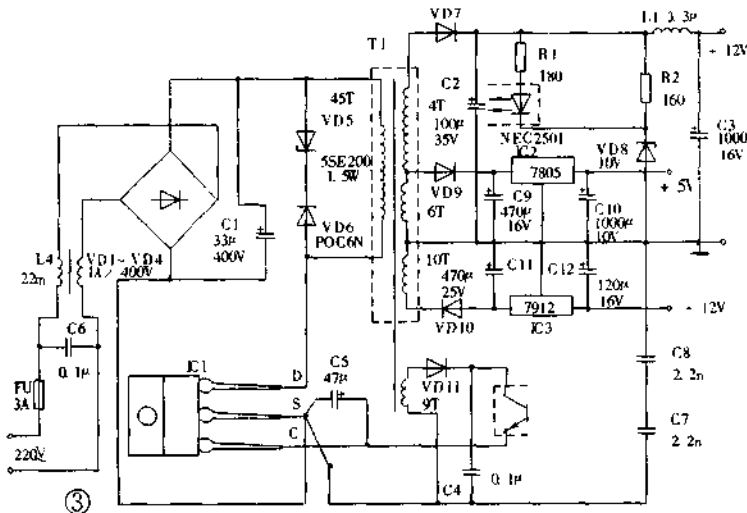 VD7
L1 3.3μ
+ 12V
T1
R1
180
R2
160
C2
100μ
35V
45T
VD5
4T
5SE200
1.5W
NEC2501
IC2
VD8
10V
C3
1000
16V
7805
+ 5V
VD9
6T
C9
470μ
16V
C10
1000μ
10V
C1
33μ
400V
VD6
POC6N
L4
22m
VD1~VD4
1A/400V
10T
470μ
25V
C11
C12
120μ
16V
7912
IC3
- 12V
VD10
C6
0.1μ
FU
3A
IC1
D
S
C
C5
47μ
VD11
9T
C8
2.2n
C7
2.2n
220V
C4
0.1μ
③